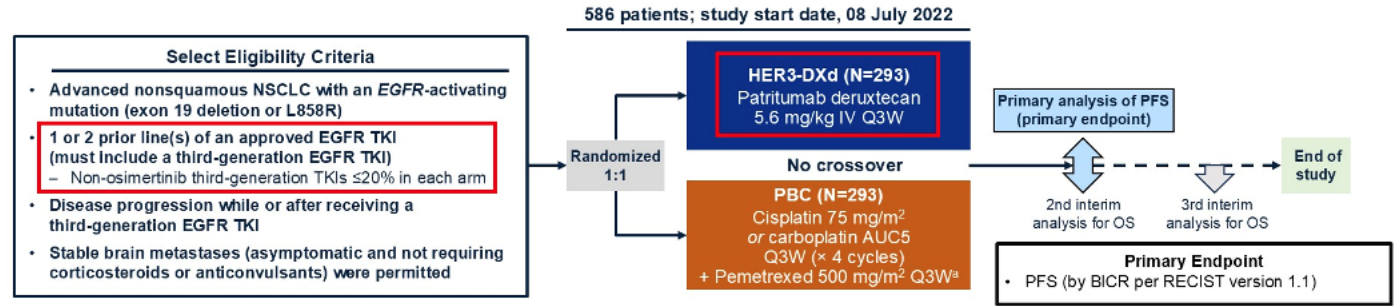 586 patients; study start date, 08 July 2022
Select Eligibility Criteria
• Advanced nonsquamous NSCLC with an EGFR-activating
mutation (exon 19 deletion or L858R)
• 1 or 2 prior line(s) of an approved EGFR TKI
(must include a third-generation EGFR TKI)
– Non-osimertinib third-generation TKIs ≤20% in each arm
• Disease progression while or after receiving a
third-generation EGFR TKI
• Stable brain metastases (asymptomatic and not requiring
corticosteroids or anticonvulsants) were permitted
Randomized
1:1
HER3-DXd (N=293)
Patritumab deruxtecan
5.6 mg/kg IV Q3W
No crossover
PBC (N=293)
Cisplatin 75 mg/m²
or carboplatin AUC5
Q3W (× 4 cycles)
+ Pemetrexed 500 mg/m² Q3Wᵃ
Primary analysis of PFS
(primary endpoint)
2nd interim
analysis for OS
3rd interim
analysis for OS
End of
study
Primary Endpoint
• PFS (by BICR per RECIST version 1.1)